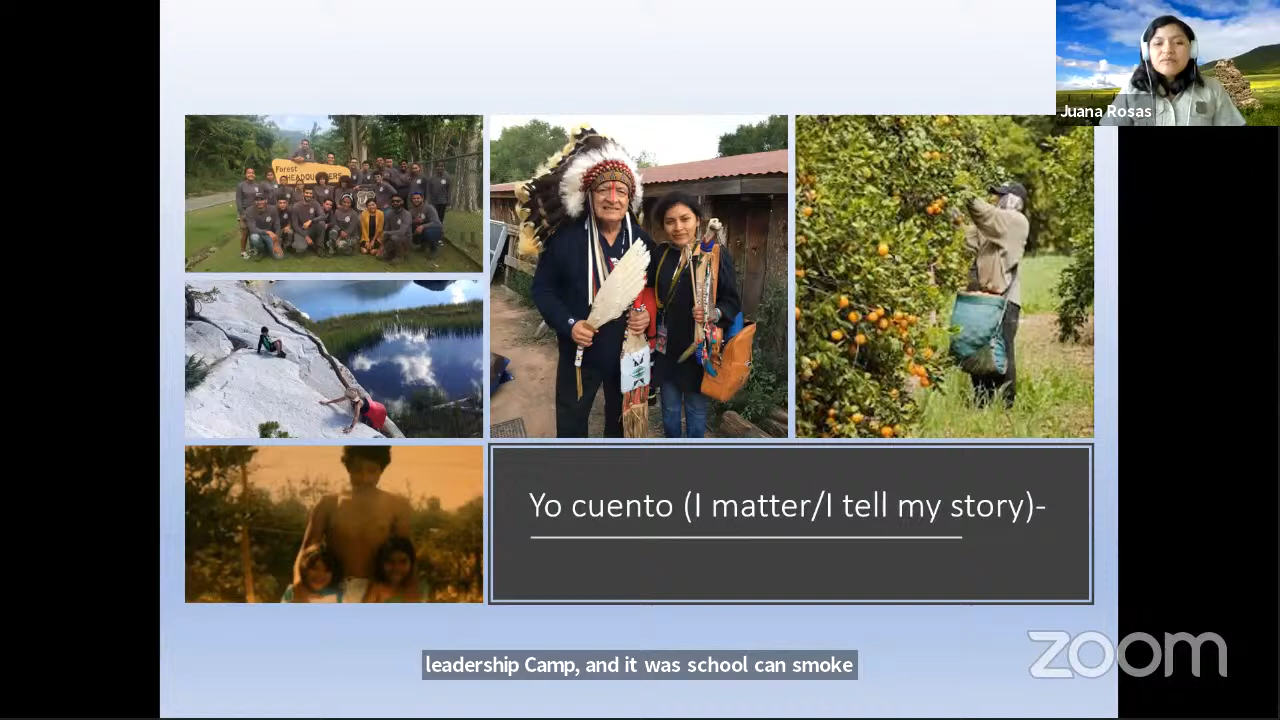 Juana Rosas
Forest
HEADQUARTERS
Yo cuento (I matter/I tell my story)-
leadership Camp, and it was school can smoke
zoom